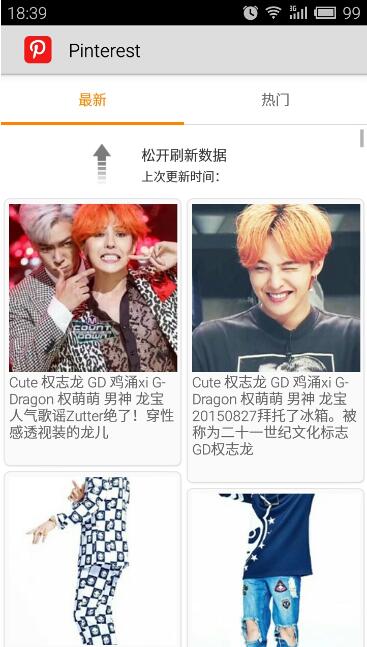 18:39
3G
99
Pinterest
最新
热门
松开刷新数据
上次更新时间：
COUNT
Cute 权志龙 GD 鸡涌xi G-
Dragon 权萌萌 男神 龙宝
人气歌谣Zutter绝了！穿性
感透视装的龙儿
Cute 权志龙 GD 鸡涌xi G-
Dragon 权萌萌 男神 龙宝
20150827拜托了冰箱。被
称为二十一世纪文化标志
GD权志龙